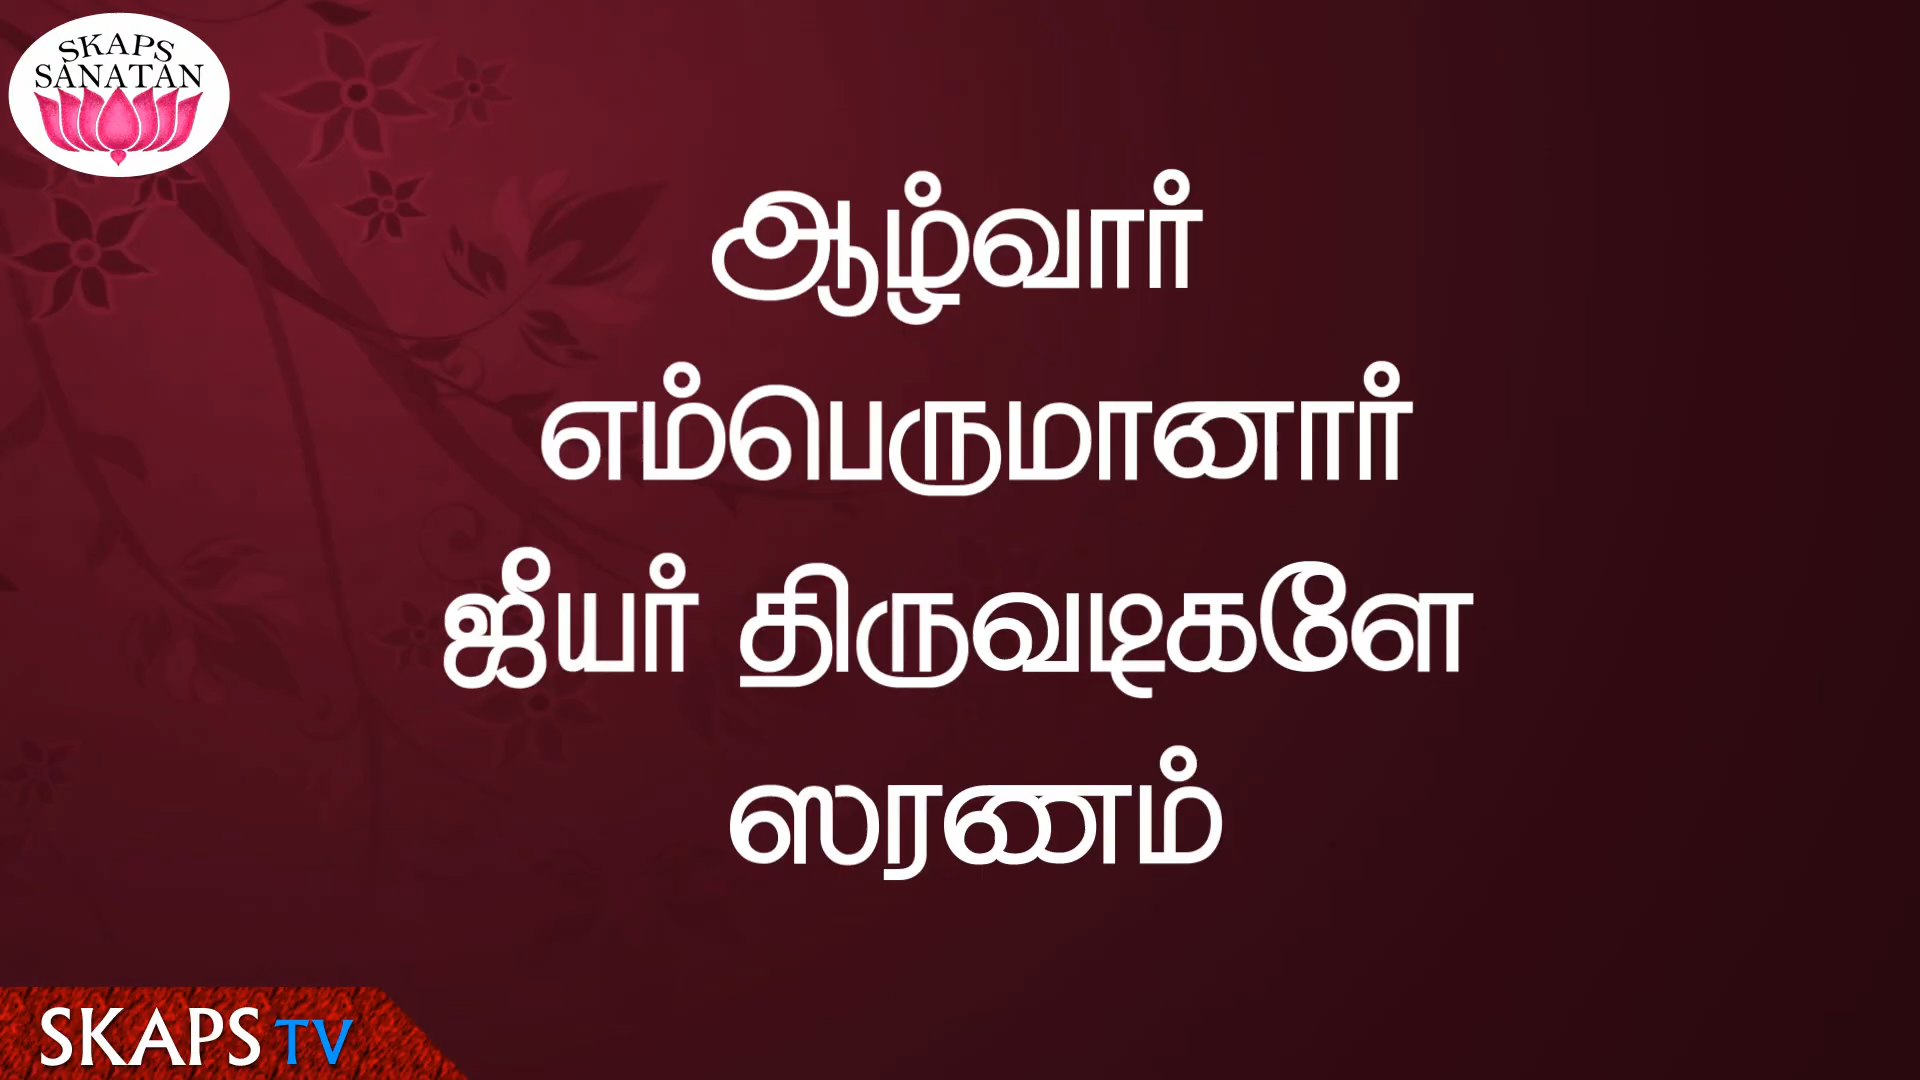 SKAPS
SANATAN
ஆழ்வார்
எம்பெருமானார்
ஜீயர் திருவடிகளே
ஸரணம்
SKAPS TV